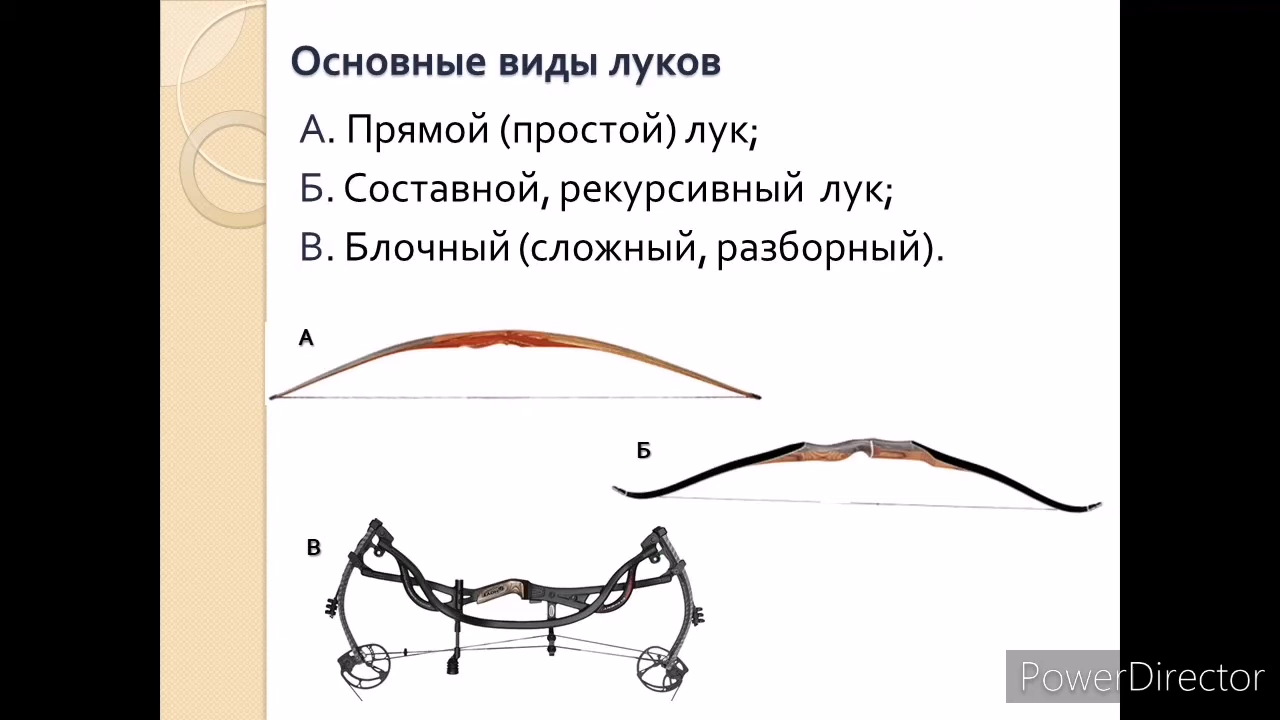 Основные виды луков
А. Прямой (простой) лук;
Б. Составной, рекурсивный лук;
В. Блочный (сложный, разборный).
А
Б
В
PowerDirector